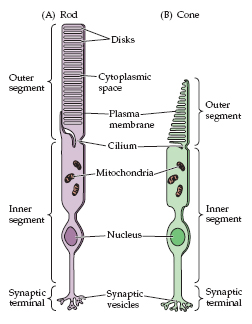 (A) Rod
(B) Cone
Disks
Outer
segment
Cytoplasmic
space
Plasma
membrane
Outer
segment
Cilium
Mitochondria
Inner
segment
Inner
segment
Nucleus
Synaptic
terminal
Synaptic
vesicles
Synaptic
terminal